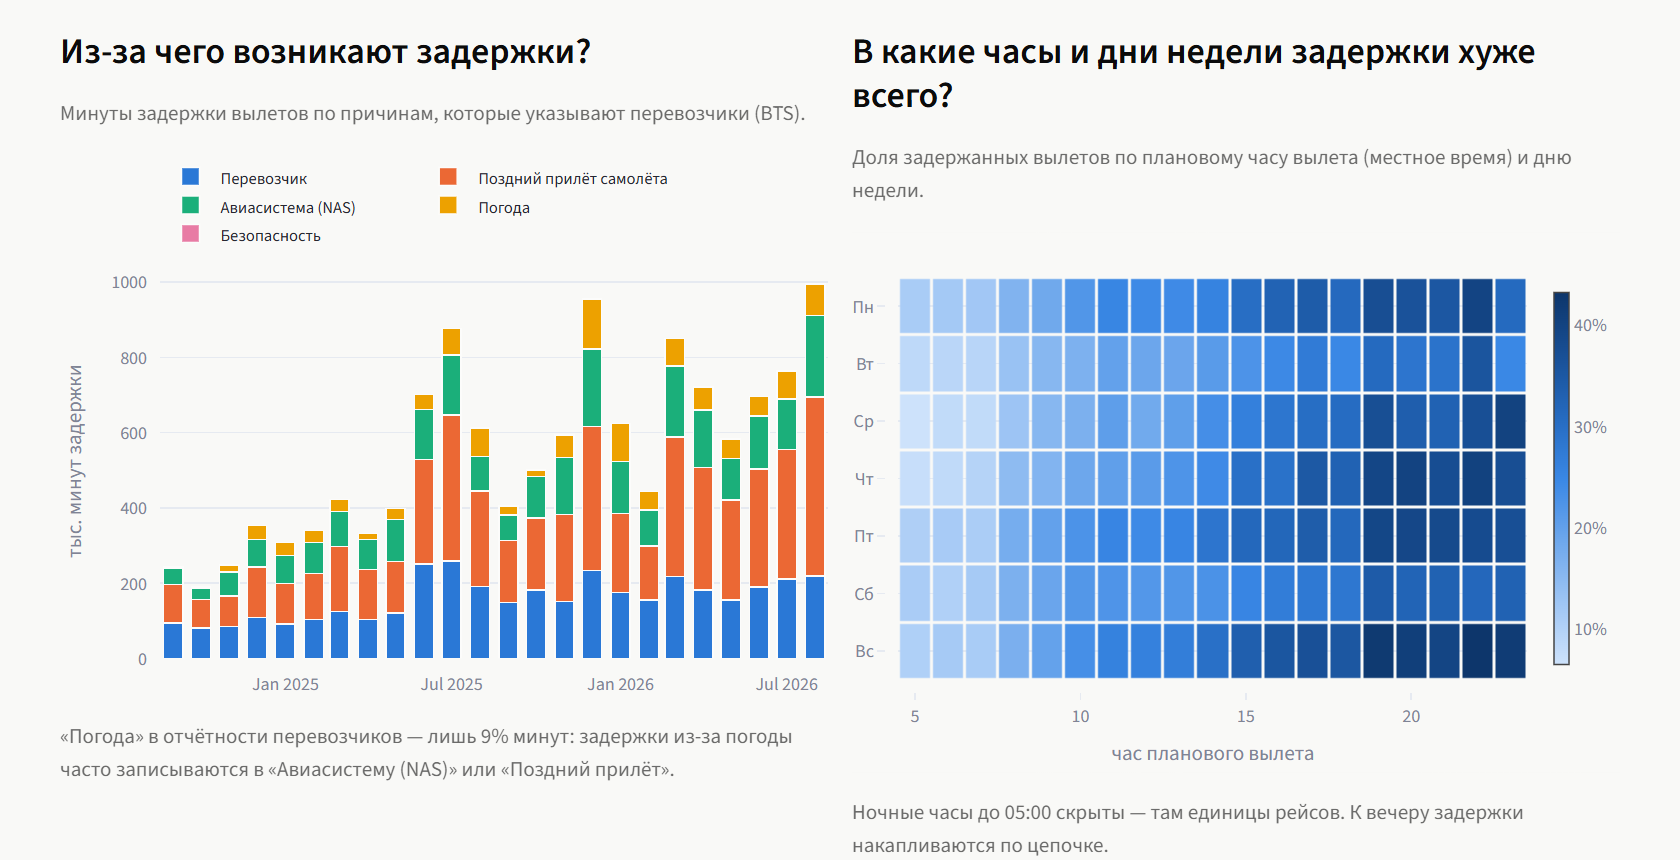 Из-за чего возникают задержки?
Минуты задержки вылетов по причинам, которые указывают перевозчики (BTS).
Перевозчик
Поздний прилёт самолёта
Авиасистема (NAS)
Погода
Безопасность
1000
800
600
400
200
0
тыс. минут задержки
Jan 2025
Jul 2025
Jan 2026
Jul 2026
«Погода» в отчётности перевозчиков — лишь 9% минут: задержки из-за погоды
часто записываются в «Авиасистему (NAS)» или «Поздний прилёт».
В какие часы и дни недели задержки хуже
всего?
Доля задержанных вылетов по плановому часу вылета (местное время) и дню
недели.
Пн
Вт
Ср
Чт
Пт
Сб
Вс
5
10
15
20
час планового вылета
40%
30%
20%
10%
Ночные часы до 05:00 скрыты — там единицы рейсов. К вечеру задержки
накапливаются по цепочке.